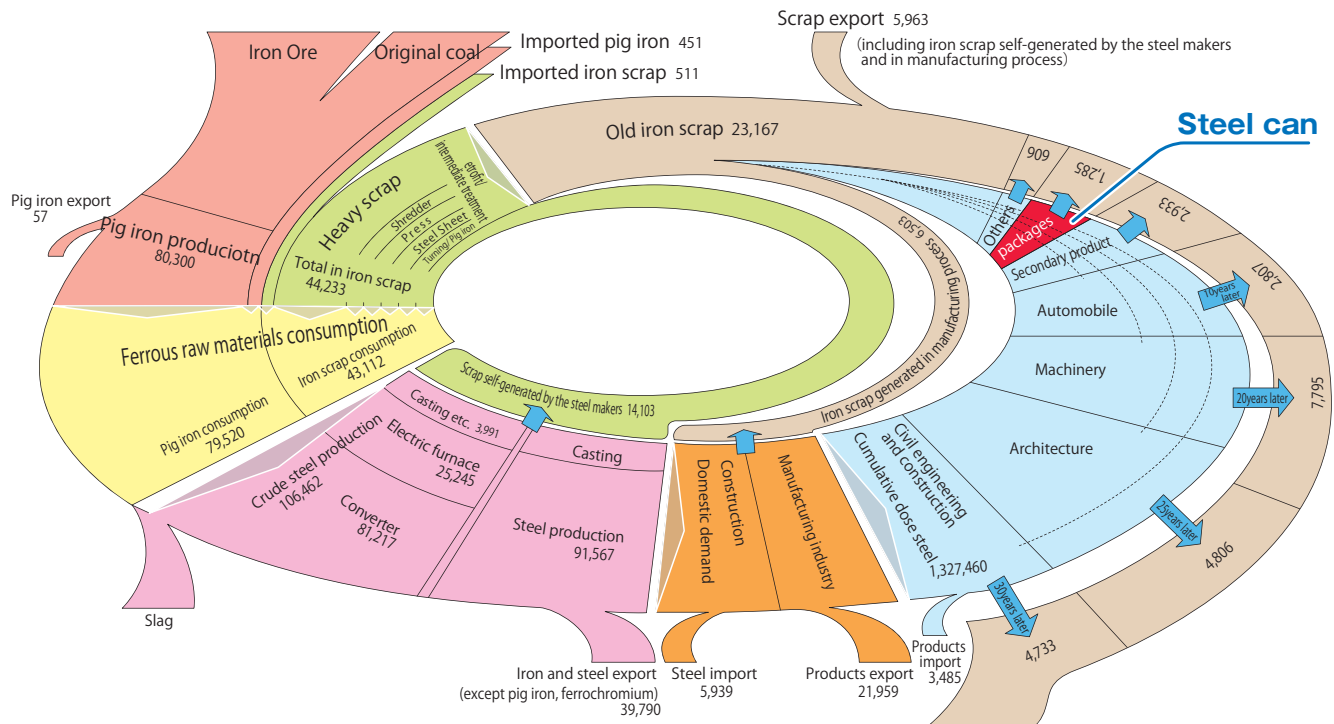 Scrap export 5,963
(including iron scrap self-generated by the steel makers
and in manufacturing process)
Iron Ore
Original coal
Imported pig iron 451
Imported iron scrap 511
Steel can
Old iron scrap 23,167
906
1,285
2,933
2,807
7,795
4,806
4,733
Pig iron export
57
Pig iron produciotn
80,300
Heavy scrap
etrofit/
intermediate treatment
Shredder
Press
Steel Sheet
Turning/Pig iron
Total in iron scrap
44,233
Ferrous raw materials consumption
Iron scrap consumption
43,112
Pig iron consumption
79,520
Scrap self-generated by the steel makers 14,103
Iron scrap generated in manufacturing process 6,503
Others
packages
Secondary product
Automobile
Machinery
Architecture
Civil engineering
and construction
Cumulative dose steel
1,327,460
10years
later
20years later
25years later
30years later
Casting etc. 3,991
Electric furnace
25,245
Crude steel production
106,462
Converter
81,217
Casting
Steel production
91,567
Domestic demand
Construction
Manufacturing industry
Slag
Iron and steel export
(except pig iron, ferrochromium)
39,790
Steel import
5,939
Products export
21,959
Products
import
3,485